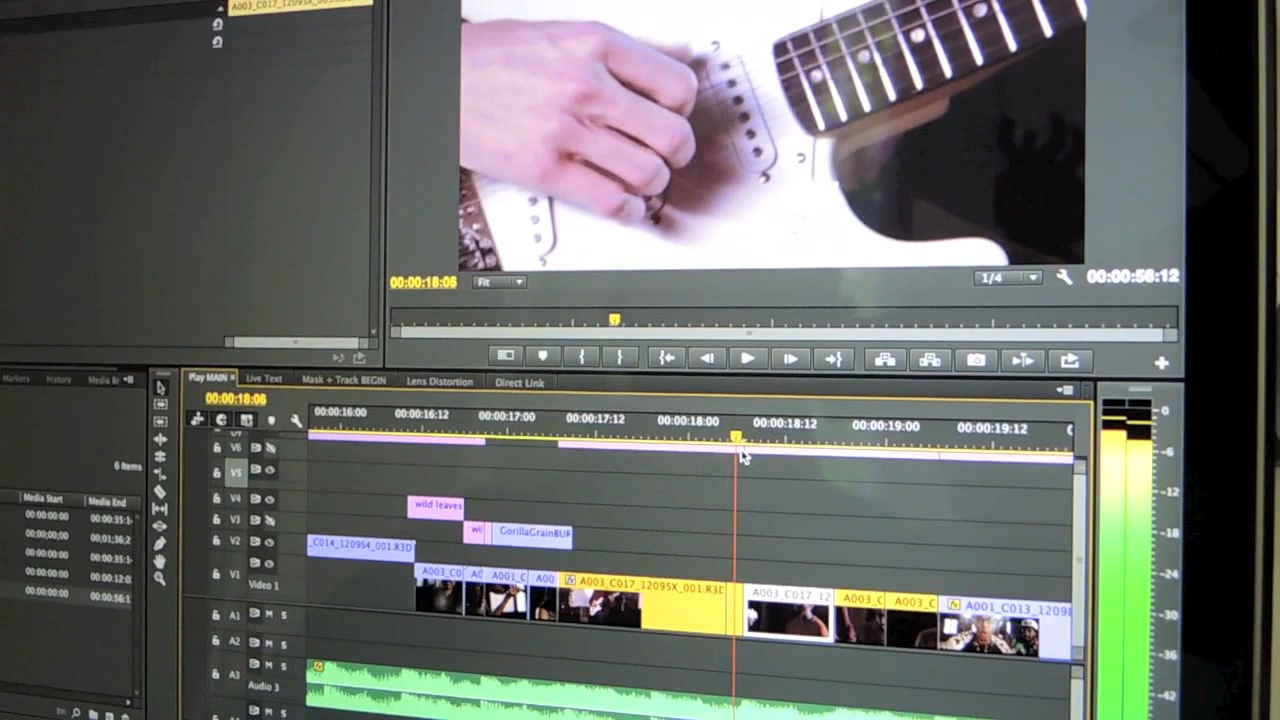 A003_C017_12095X_001.R3D
00:00:18:06
Fit
1/4
00:00:56:12
Markers
History
Media Br
Play MAIN
Live Text
Mask + Track BEGIN
Lens Distortion
Direct Link
00:00:18:06
00:00:16:00
00:00:16:12
00:00:17:00
00:00:17:12
00:00:18:00
00:00:18:12
00:00:19:00
00:00:19:12
0
-6
-12
-30
-36
-42
6 Items
Media Start
Media End
00:00:00:00
00:00:35:1
00:00:00:00
00:01:36:2
00:00:00:00
00:00:35:1
00:00:00:00
00:00:12:0
00:00:00:00
00:00:56:1
V6
V5
V4
wild leaves
V3
wi
GorillaGrain8UF
V2
_C014_120954_001.R3D
V1
Video 1
A003_C0
A001_C
A00
A003_C017_12095X_001.R3D
A003_C017_12
A003_C
A003_C
A001_C013_1209
A1
M S
A2
M S
A3
M S
Audio 3
M S